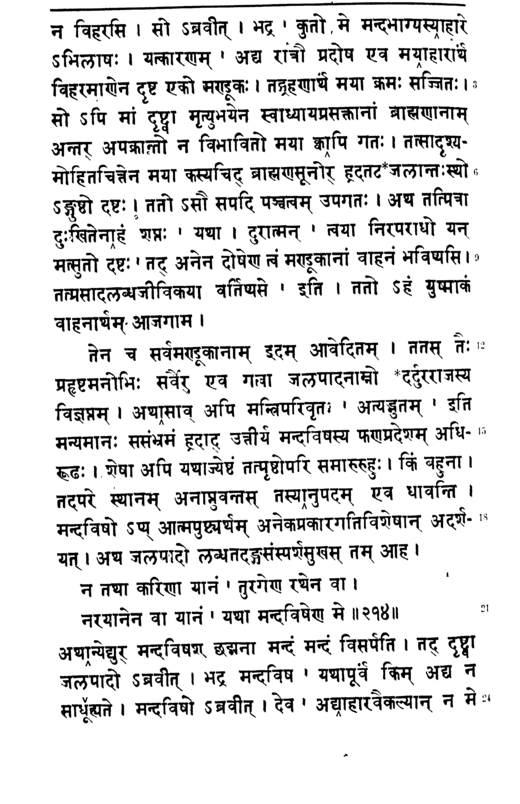 न विहरसि । सो ऽब्रवीत् । भद्र ' कुतो मे मन्दभाग्यस्याहारे
ऽभिलाषः । यत्कारणम् ' अद्य रात्रौ प्रदोष एव मयाहारार्थं
विहरमाणेन दृष्ट एको मण्डूकः । तद्ग्रहणार्थं मया क्रमः सज्जितः । 3
सो ऽपि मां दृष्ट्वा मृत्युभयेन स्वाध्यायप्रसक्तानां ब्राह्मणानाम्
अन्तर् अपक्रान्तो न विभावितो मया क्वापि गतः । तत्सादृश्य-
मोहितचित्तेन मया कस्यचिद् ब्राह्मणसूनोर् ह्रदतट*जलान्तःस्थो 6
ऽङ्गुष्ठो दष्टः । ततो ऽसौ सपदि पञ्चत्वम् उपगतः । अथ तत्पित्रा
दुःखितेनाहं शप्तः ' यथा । दुरात्मन् ' त्वया निरपराधो यन्
मत्सुतो दष्टः ' तद् अनेन दोषेण त्वं मण्डूकानां वाहनं भविष्यसि । 9
तत्प्रसादलब्धजीविकया वर्तिष्यसे ' इति । ततो ऽहं युष्माकं
वाहनार्थम् आजगाम ।
तेन च सर्वमण्डूकानाम् इदम् आवेदितम् । ततस् तैः 12
प्रहृष्टमनोभिः सर्वैर् एव गत्वा जलपादनाम्नो *दर्दुरराजस्य
विज्ञप्तम् । अथासाव् अपि मन्त्रिपरिवृतः ' अत्यद्भुतम् ' इति
मन्यमानः ससंभ्रमं ह्रदाद् उत्तीर्य मन्दविषस्य फणप्रदेशम् अधि- 15
रूढः । शेषा अपि यथाज्येष्ठं तत्पृष्ठोपरि समारुरुहुः । किं बहुना ।
तदपरे स्थानम् अनाप्नुवन्तस् तस्यानुपदम् एव धावन्ति ।
मन्दविषो ऽप्य् आत्मपुष्ट्यर्थम् अनेकप्रकारगतिविशेषान् अदर्श- 18
यत् । अथ जलपादो लब्धतदङ्गसंस्पर्शसुखस् तम् आह ।
न तथा करिणा यानं ' तुरगेण रथेन वा ।
नरयानेन वा यानं ' यथा मन्दविषेण मे ॥२१४॥ 21
अथान्येद्युर् मन्दविषश् छद्मना मन्दं मन्दं विसर्पति । तद् दृष्ट्वा
जलपादो ऽब्रवीत् । भद्र मन्दविष ' यथापूर्वं किम् अद्य न
साधूह्यते । मन्दविषो ऽब्रवीत् । देव ' अद्याहारवैकल्यान् न मे 24